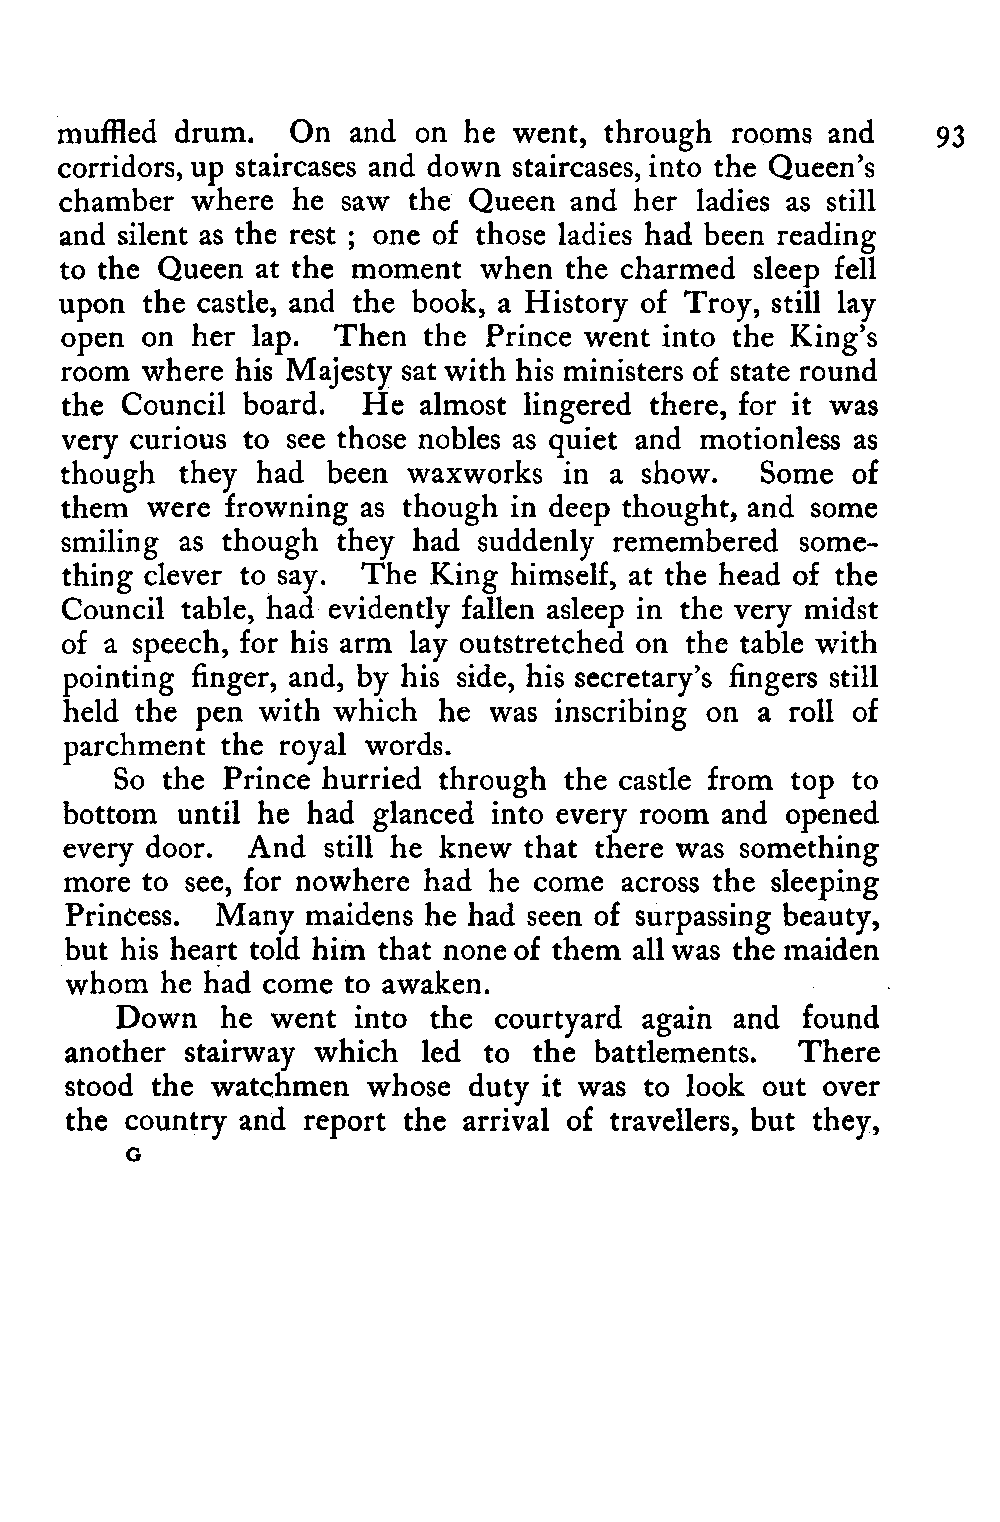 muffled drum. On and on he went, through rooms and 93
corridors, up staircases and down staircases, into the Queen's
chamber where he saw the Queen and her ladies as still
and silent as the rest ; one of those ladies had been reading
to the Queen at the moment when the charmed sleep fell
upon the castle, and the book, a History of Troy, still lay
open on her lap. Then the Prince went into the King's
room where his Majesty sat with his ministers of state round
the Council board. He almost lingered there, for it was
very curious to see those nobles as quiet and motionless as
though they had been waxworks in a show. Some of
them were frowning as though in deep thought, and some
smiling as though they had suddenly remembered some-
thing clever to say. The King himself, at the head of the
Council table, had evidently fallen asleep in the very midst
of a speech, for his arm lay outstretched on the table with
pointing finger, and, by his side, his secretary's fingers still
held the pen with which he was inscribing on a roll of
parchment the royal words.
So the Prince hurried through the castle from top to
bottom until he had glanced into every room and opened
every door. And still he knew that there was something
more to see, for nowhere had he come across the sleeping
Princess. Many maidens he had seen of surpassing beauty,
but his heart told him that none of them all was the maiden
whom he had come to awaken.
Down he went into the courtyard again and found
another stairway which led to the battlements. There
stood the watchmen whose duty it was to look out over
the country and report the arrival of travellers, but they,
G